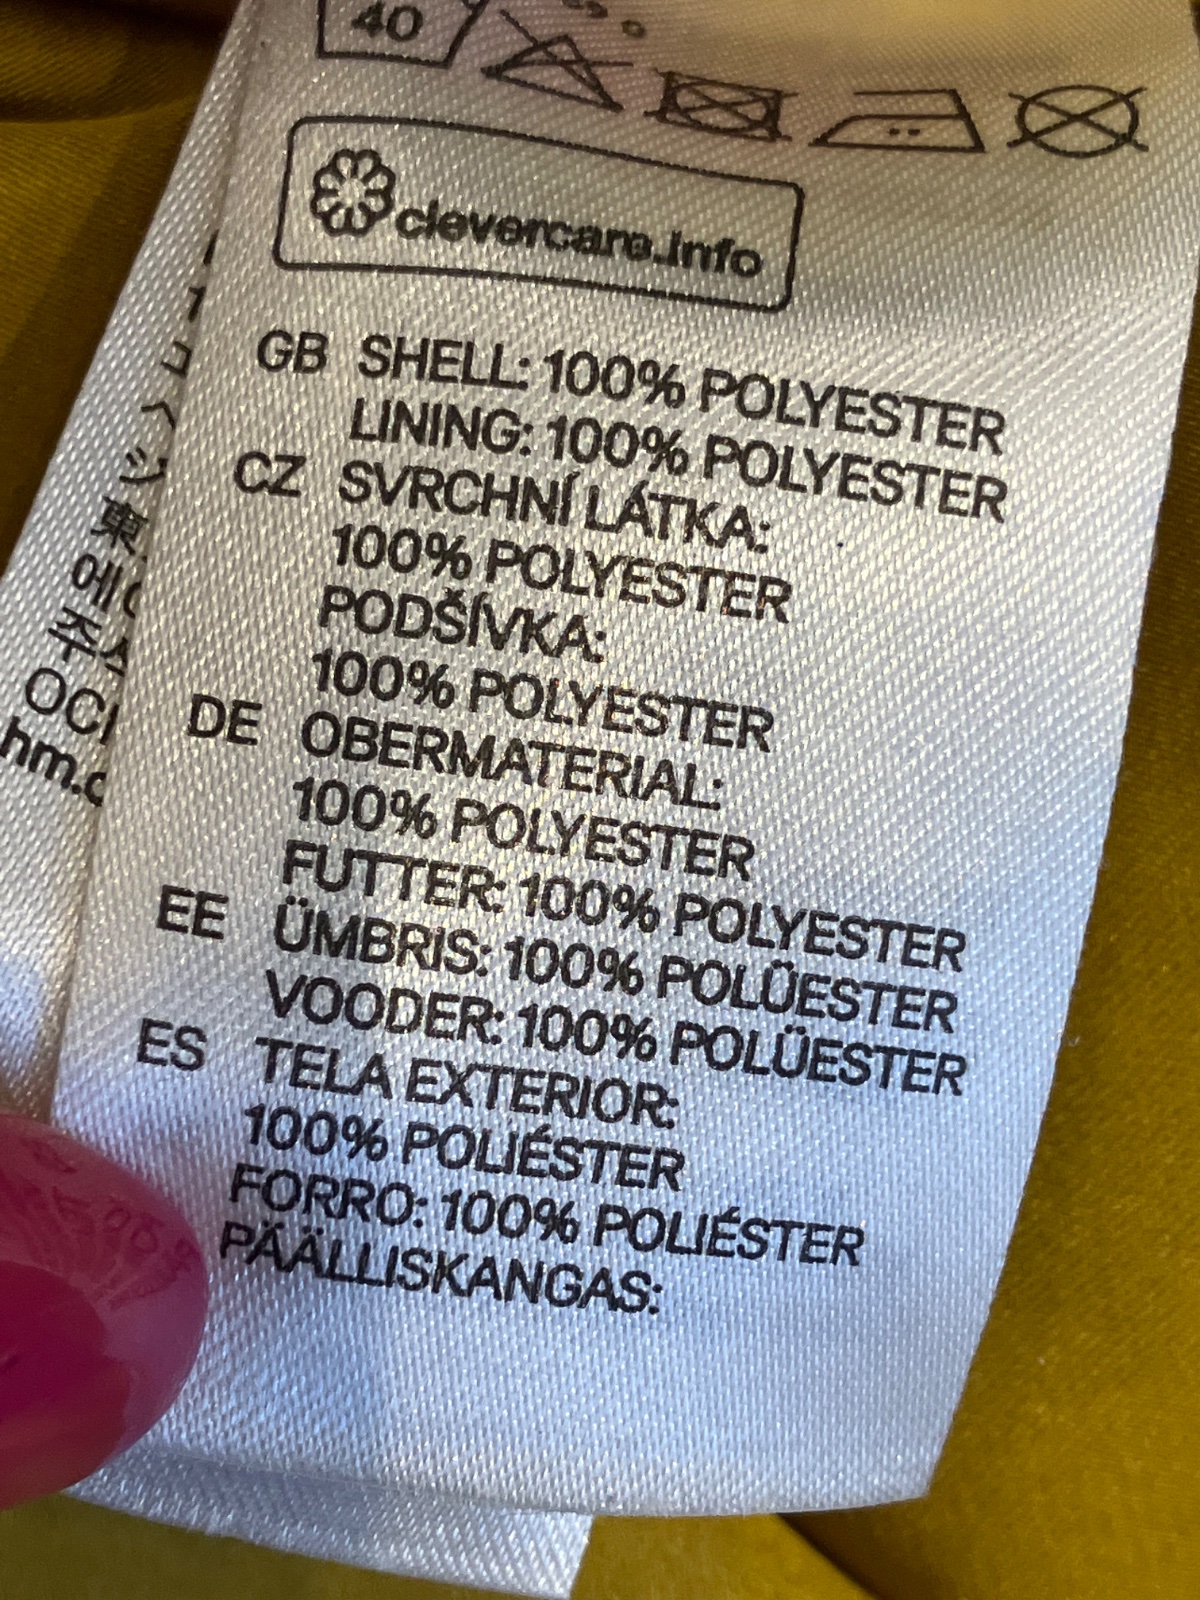 40
clevercare.info
GB SHELL: 100% POLYESTER
LINING: 100% POLYESTER
CZ SVRCHNÍ LÁTKA:
100% POLYESTER
PODŠÍVKA:
100% POLYESTER
DE OBERMATERIAL:
100% POLYESTER
FUTTER: 100% POLYESTER
EE ÜMBRIS: 100% POLÜESTER
VOODER: 100% POLÜESTER
ES TELA EXTERIOR:
100% POLIÉSTER
FORRO: 100% POLIÉSTER
PÄÄLLISKANGAS: